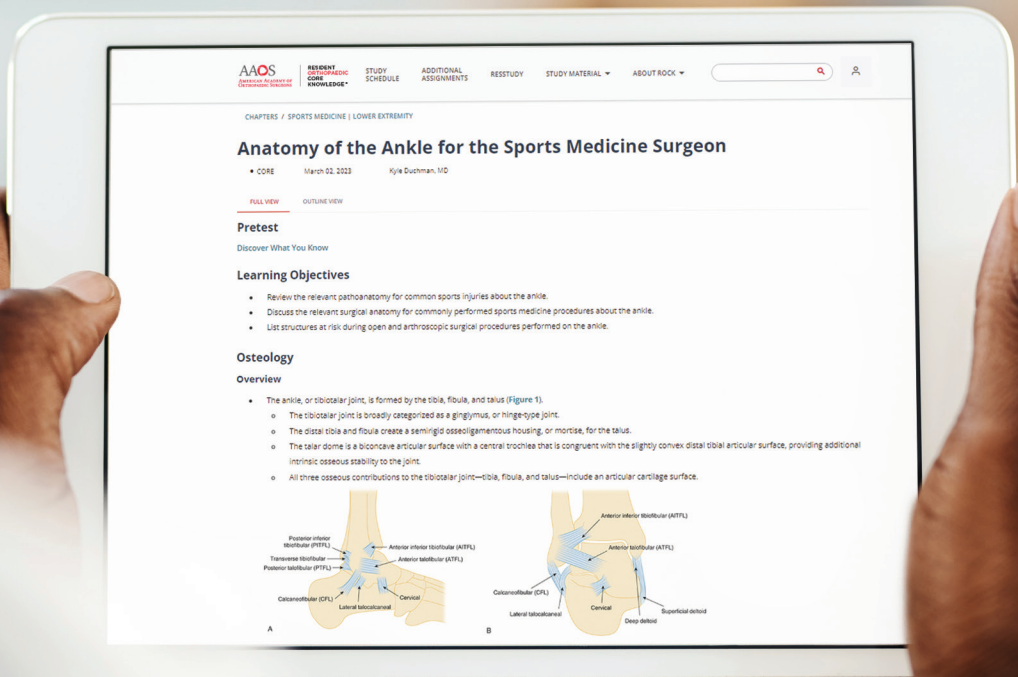 AAOS
AMERICAN ACADEMY OF
ORTHOPAEDIC SURGEONS
RESIDENT
ORTHOPAEDIC
CORE
KNOWLEDGE
STUDY
SCHEDULE
ADDITIONAL
ASSIGNMENTS
RESSTUDY
STUDY MATERIAL
ABOUT ROCK
CHAPTERS / SPORTS MEDICINE | LOWER EXTREMITY
Anatomy of the Ankle for the Sports Medicine Surgeon
• CORE March 02, 2023 Kyle Duchman, MD
FULL VIEW OUTLINE VIEW
Pretest
Discover What You Know
Learning Objectives
• Review the relevant pathoanatomy for common sports injuries about the ankle.
• Discuss the relevant surgical anatomy for commonly performed sports medicine procedures about the ankle.
• List structures at risk during open and arthroscopic surgical procedures performed on the ankle.
Osteology
Overview
• The ankle, or tibiotalar joint, is formed by the tibia, fibula, and talus (Figure 1).
o The tibiotalar joint is broadly categorized as a ginglymus, or hinge-type joint.
o The distal tibia and fibula create a semirigid osseoligamentous housing, or mortise, for the talus.
o The talar dome is a biconcave articular surface with a central trochlea that is congruent with the slightly convex distal tibial articular surface, providing additional
intrinsic osseous stability to the joint.
o All three osseous contributions to the tibiotalar joint—tibia, fibula, and talus—include an articular cartilage surface.
Posterior inferior
tibiofibular (PITFL)
Transverse tibiofibular
Posterior talofibular (PTFL)
Calcaneofibular (CFL)
Lateral talocalcaneal
Anterior inferior tibiofibular (AITFL)
Anterior talofibular (ATFL)
Cervical
A
Anterior inferior tibiofibular (AITFL)
Anterior talofibular (ATFL)
Calcaneofibular (CFL)
Lateral talocalcaneal
Cervical
Superficial deltoid
Deep deltoid
B